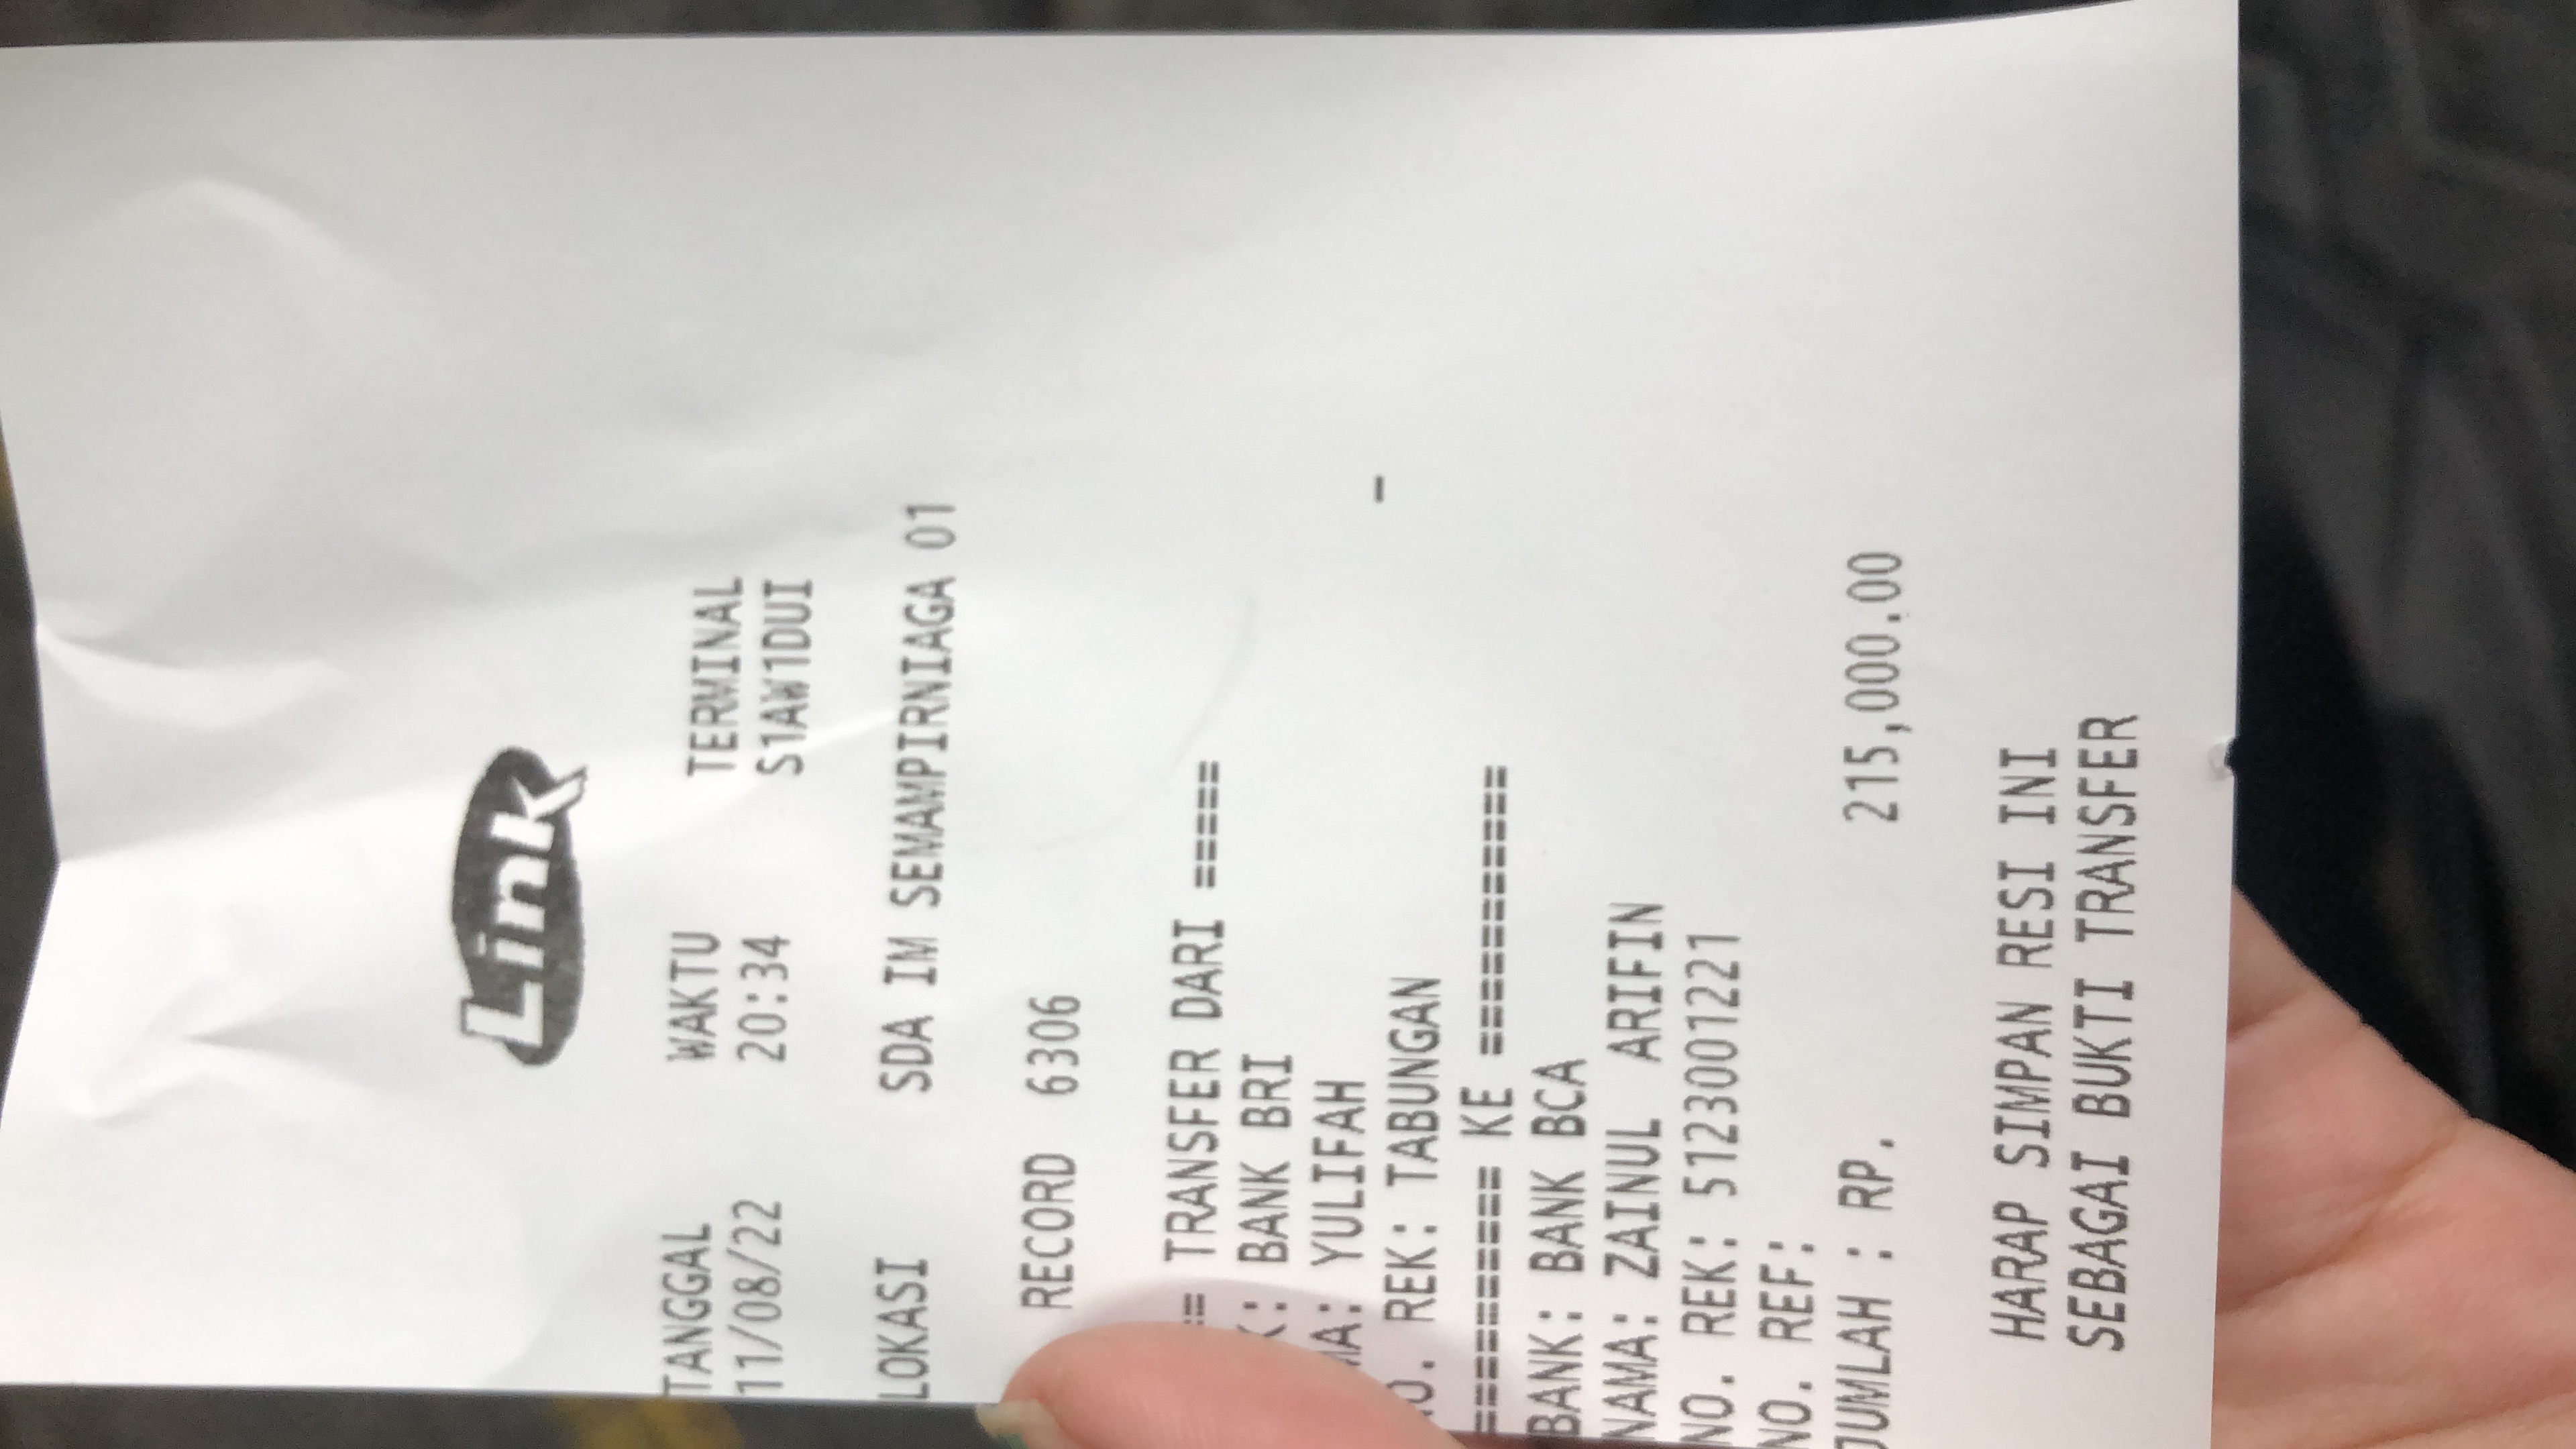 Link
TANGGAL WAKTU TERMINAL
11/08/22 20:34 S1AW1DUI
LOKASI SDA IM SEMAMPIRNIAGA 01
RECORD 6306
== TRANSFER DARI =====
K: BANK BRI
MA: YULIFAH
NO. REK: TABUNGAN
========== KE ===========
BANK: BANK BCA
NAMA: ZAINUL ARIFIN
NO. REK: 5123001221
NO. REF:
JUMLAH : RP. 215,000.00
HARAP SIMPAN RESI INI
SEBAGAI BUKTI TRANSFER